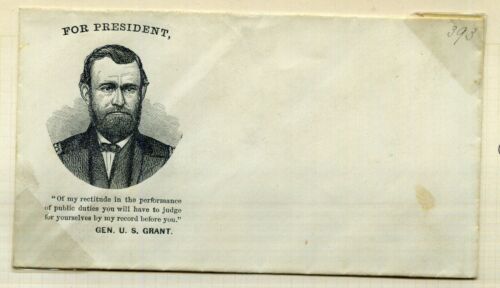 FOR PRESIDENT,
393
"Of my rectitude in the performance
of public duties you will have to judge
for yourselves by my record before you."
GEN. U. S. GRANT.